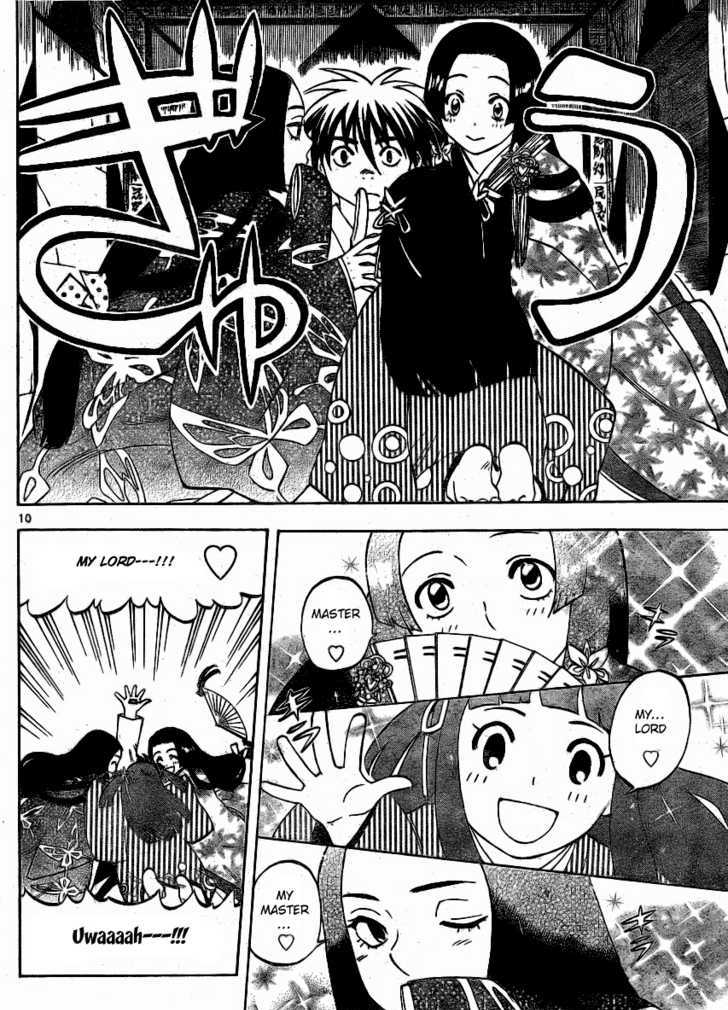 ぎゅう
10
MASTER
...
♡
MY...
LORD
♡
MY
MASTER
♡
MY LORD---!!!
♡
Uwaaaah---!!!